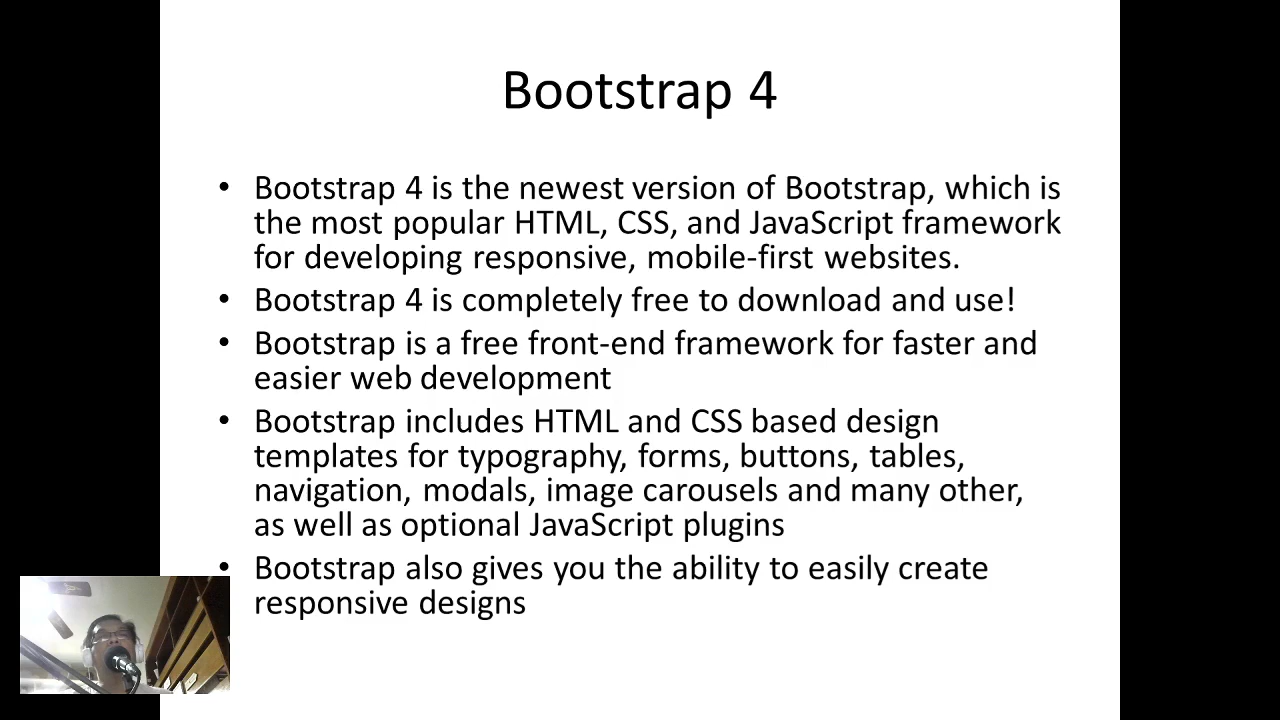 Bootstrap 4
• Bootstrap 4 is the newest version of Bootstrap, which is
the most popular HTML, CSS, and JavaScript framework
for developing responsive, mobile-first websites.
• Bootstrap 4 is completely free to download and use!
• Bootstrap is a free front-end framework for faster and
easier web development
• Bootstrap includes HTML and CSS based design
templates for typography, forms, buttons, tables,
navigation, modals, image carousels and many other,
as well as optional JavaScript plugins
• Bootstrap also gives you the ability to easily create
responsive designs